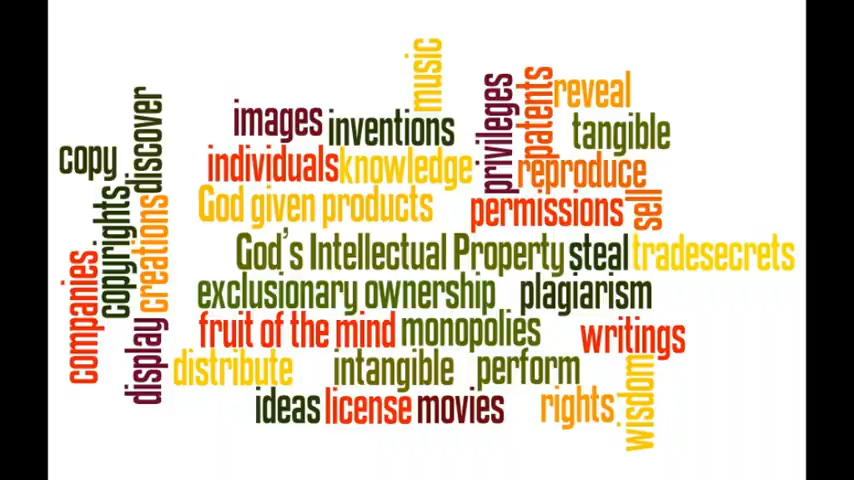 music
images
inventions
privileges
patents
reveal
tangible
copy
discover
individuals
knowledge
reproduce
God given products
permissions
sell
copyrights
creations
God's Intellectual Property
steal
tradesecrets
companies
exclusionary ownership
plagiarism
fruit of the mind
monopolies
writings
display
distribute
intangible
perform
wisdom
ideas
license
movies
rights